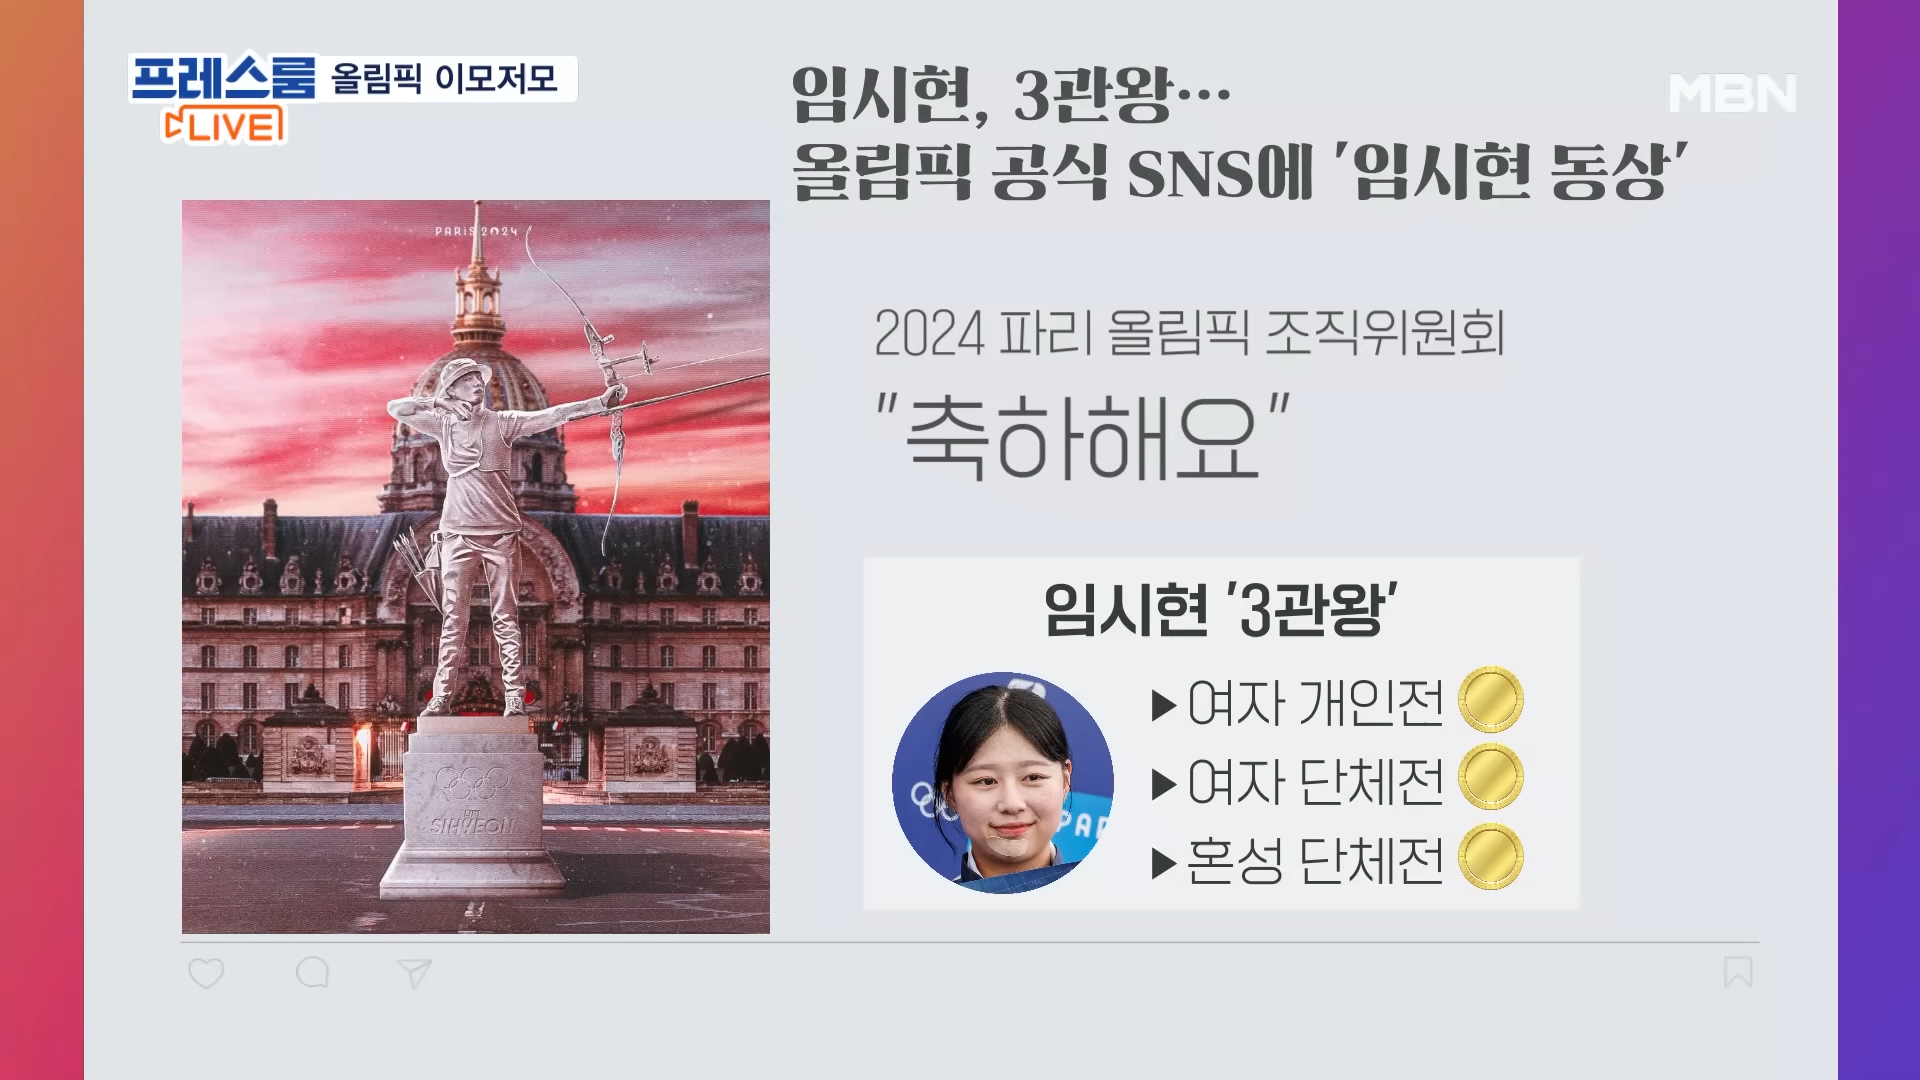 프레스룸 올림픽 이모저모
LIVE
MBN
임시현, 3관왕…
올림픽 공식 SNS에 '임시현 동상'
PARIS 2024
2024 파리 올림픽 조직위원회
"축하해요"
임시현 '3관왕'
▶여자 개인전
▶여자 단체전
▶혼성 단체전
SIHYEON
PAR